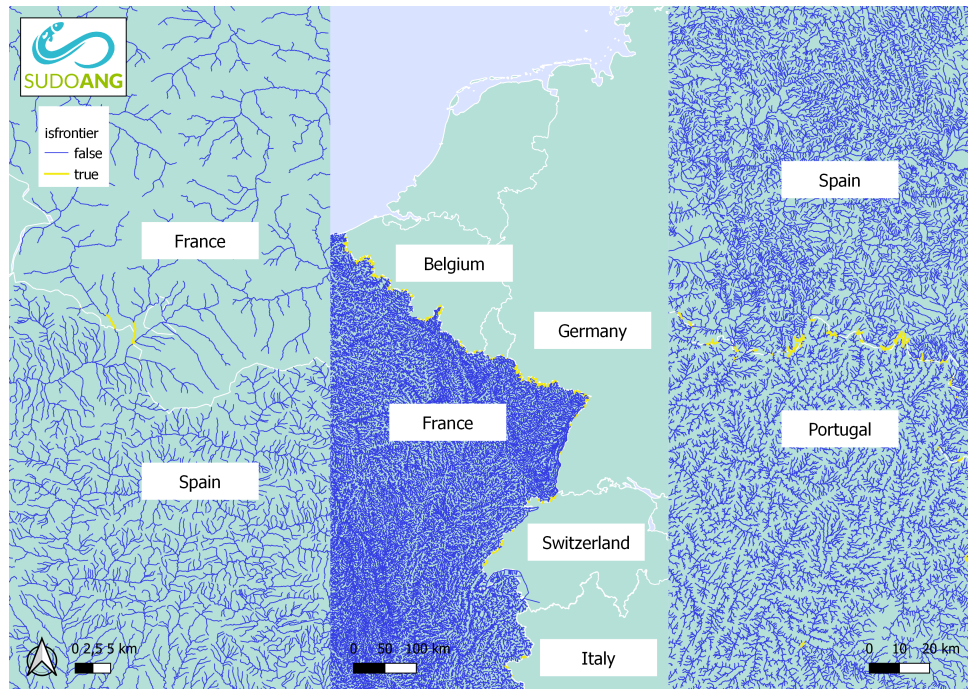 SUDOANG
isfrontier
false
true
France
Spain
0 2,5 5 km
Belgium
Germany
France
Switzerland
Italy
0 50 100 km
Spain
Portugal
0 10 20 km